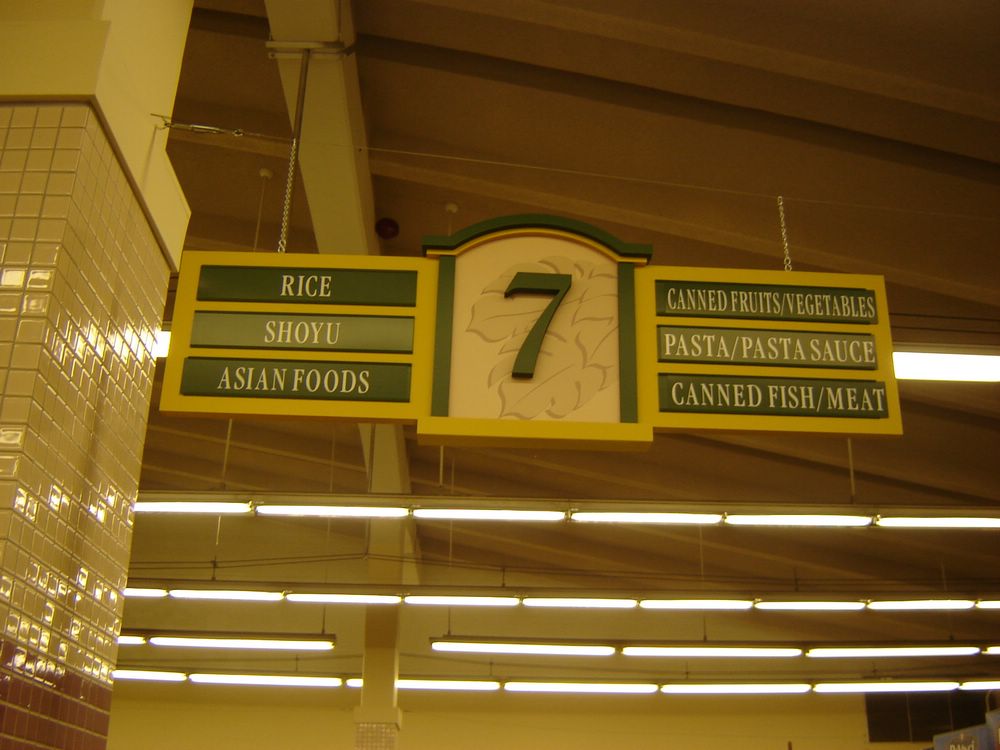 RICE
SHOYU
ASIAN FOODS
7
CANNED FRUITS/VEGETABLES
PASTA/PASTA SAUCE
CANNED FISH/MEAT